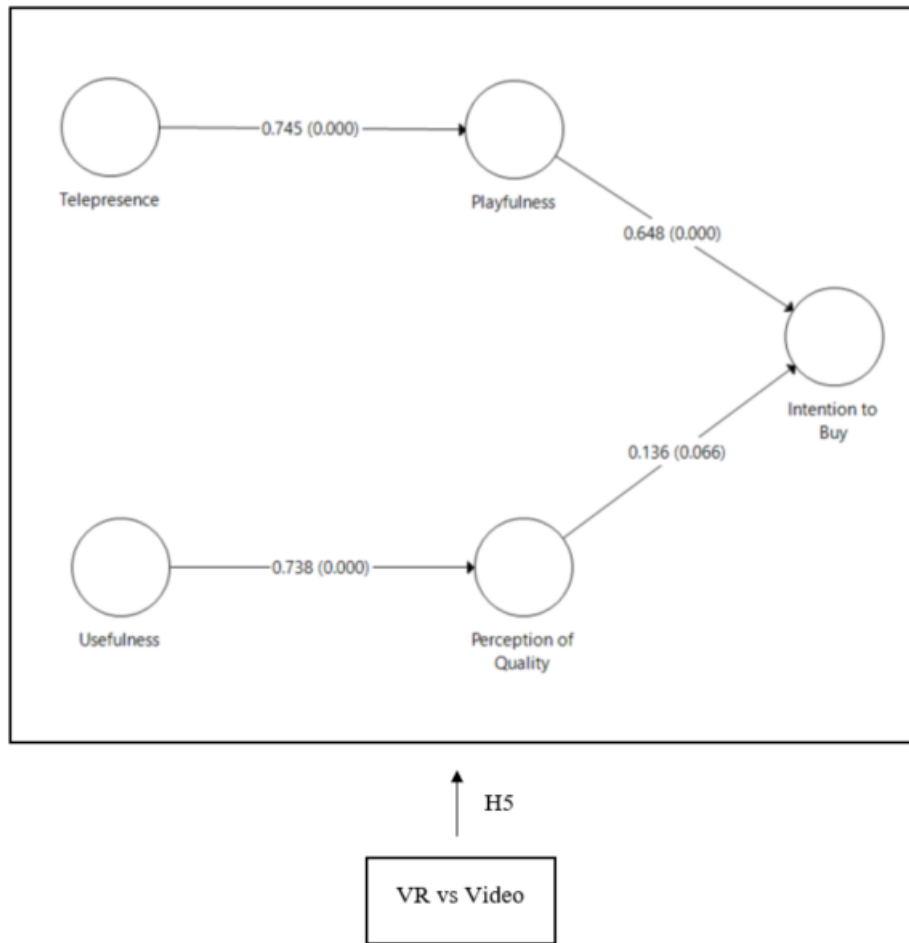 0.745 (0.000)
Telepresence
Playfulness
0.648 (0.000)
Intention to
Buy
0.136 (0.066)
0.738 (0.000)
Usefulness
Perception of
Quality
H5
VR vs Video